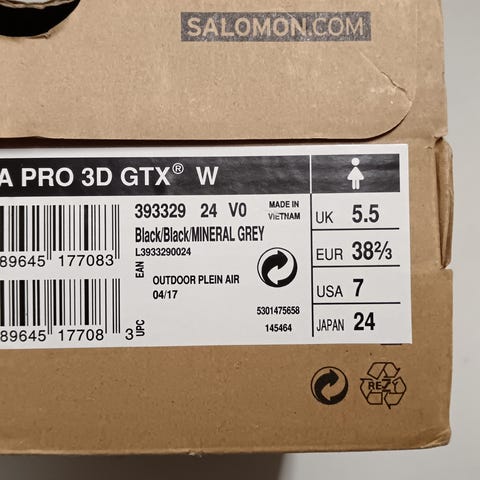 SALOMON.COM
A PRO 3D GTX® W
393329 24 V0
MADE IN
VIETNAM
Black/Black/MINERAL GREY
L3933290024
EAN
OUTDOOR PLEIN AIR
04/17
5301475658
145464
UK 5.5
EUR 38⅔
USA 7
JAPAN 24
89645 177083
89645 17708 3
UPC
REZY